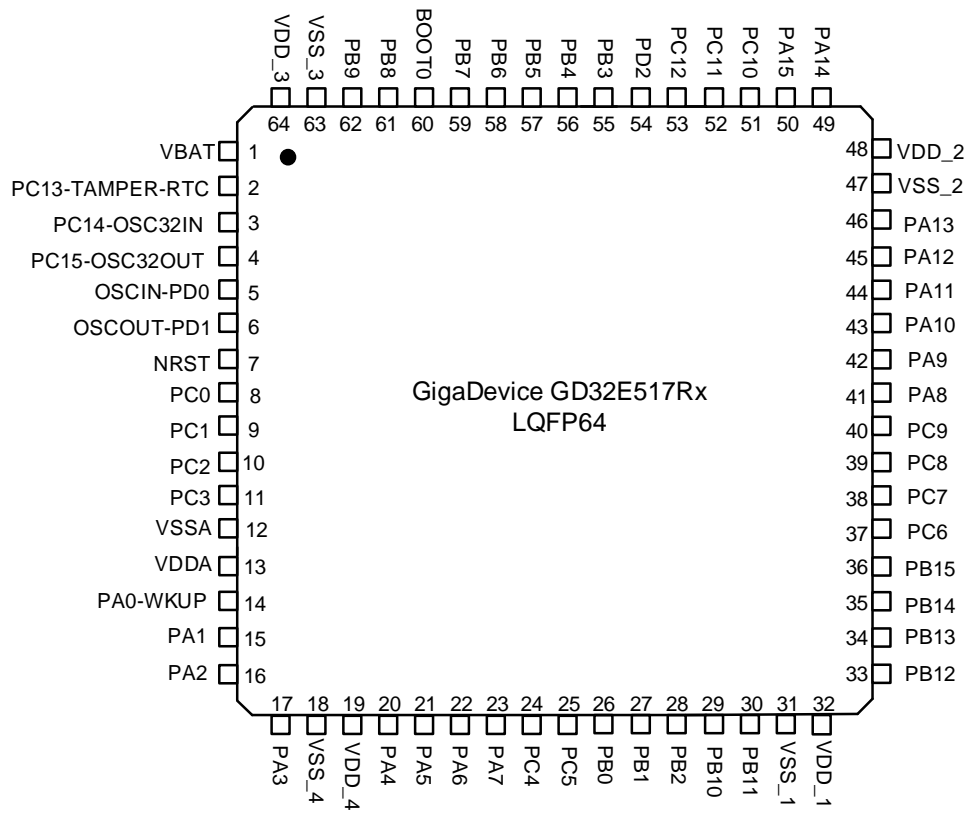 VDD_3
VSS_3
PB9
PB8
BOOT0
PB7
PB6
PB5
PB4
PB3
PD2
PC12
PC11
PC10
PA15
PA14
64 63 62 61 60 59 58 57 56 55 54 53 52 51 50 49
VBAT 1
PC13-TAMPER-RTC 2
PC14-OSC32IN 3
PC15-OSC32OUT 4
OSCIN-PD0 5
OSCOUT-PD1 6
NRST 7
PC0 8
PC1 9
PC2 10
PC3 11
VSSA 12
VDDA 13
PA0-WKUP 14
PA1 15
PA2 16
GigaDevice GD32E517Rx
LQFP64
48 VDD_2
47 VSS_2
46 PA13
45 PA12
44 PA11
43 PA10
42 PA9
41 PA8
40 PC9
39 PC8
38 PC7
37 PC6
36 PB15
35 PB14
34 PB13
33 PB12
17 18 19 20 21 22 23 24 25 26 27 28 29 30 31 32
PA3
VSS_4
VDD_4
PA4
PA5
PA6
PA7
PC4
PC5
PB0
PB1
PB2
PB10
PB11
VSS_1
VDD_1